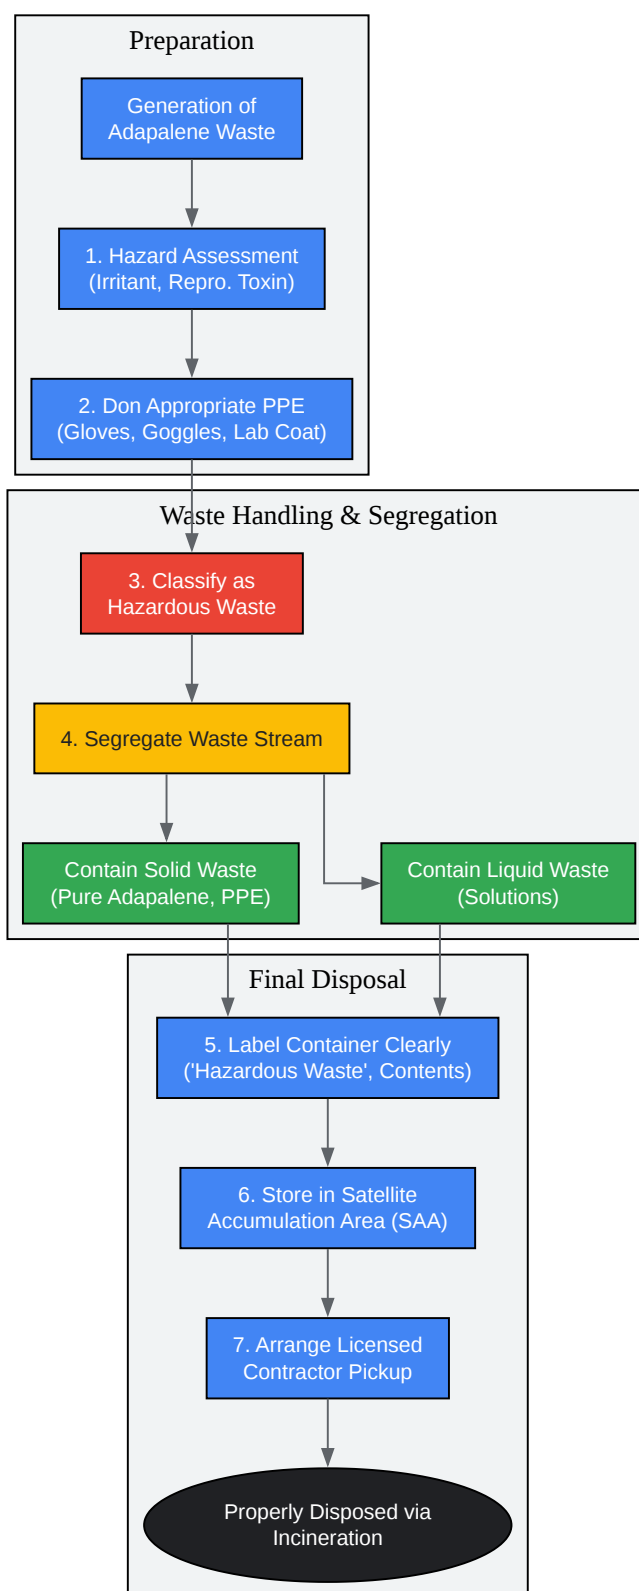 Preparation
Generation of
Adapalene Waste
1. Hazard Assessment
(Irritant, Repro. Toxin)
2. Don Appropriate PPE
(Gloves, Goggles, Lab Coat)
Waste Handling & Segregation
3. Classify as
Hazardous Waste
4. Segregate Waste Stream
Contain Solid Waste
(Pure Adapalene, PPE)
Contain Liquid Waste
(Solutions)
Final Disposal
5. Label Container Clearly
('Hazardous Waste', Contents)
6. Store in Satellite
Accumulation Area (SAA)
7. Arrange Licensed
Contractor Pickup
Properly Disposed via
Incineration